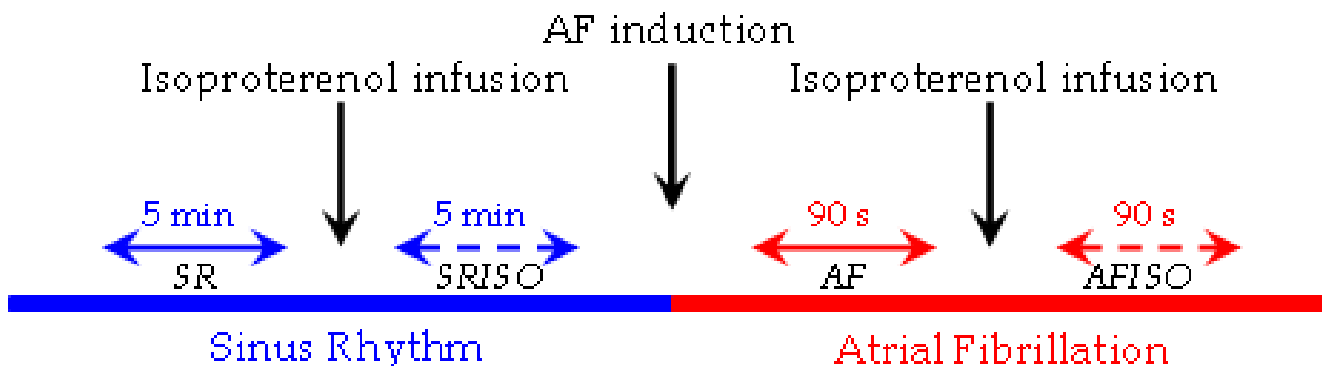 AF induction
Isoproterenol infusion
Isoproterenol infusion
5 min
5 min
90 s
90 s
SR
SRISO
AF
AFISO
Sinus Rhythm
Atrial Fibrillation